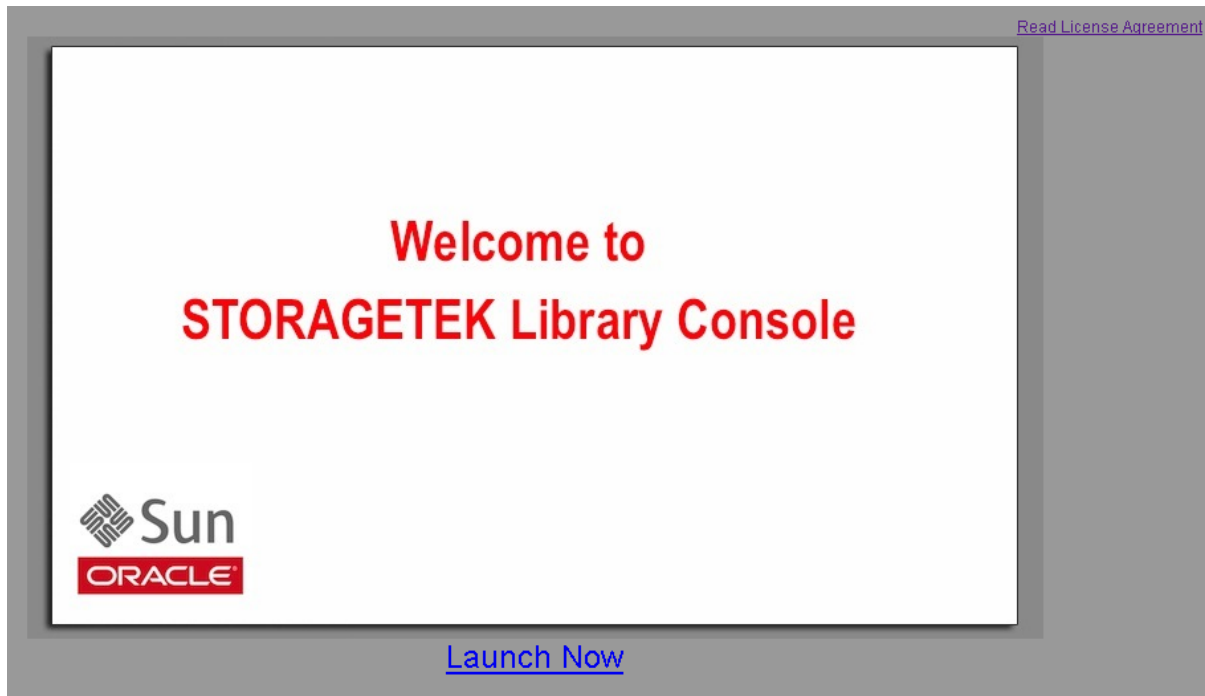 Read License Agreement
Welcome to
STORAGETEK Library Console
Sun
ORACLE
Launch Now